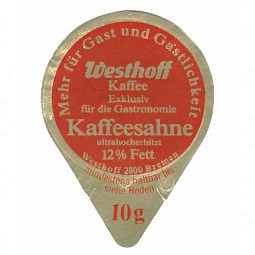 Mehr für Gast und Gastlichkeit
Westhoff
Kaffee
Exklusiv
für die Gastronomie
Kaffeesahne
ultrahocherhitzt
12% Fett
Westhoff 2800 Bremen
mindestens haltbar bis
siehe Boden
10 g